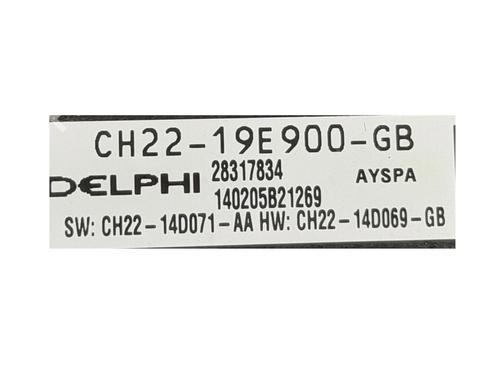 CH22-19E900-GB
DELPHI 28317834 AYSPA
140205B21269
SW: CH22-14D071-AA HW: CH22-14D069-GB